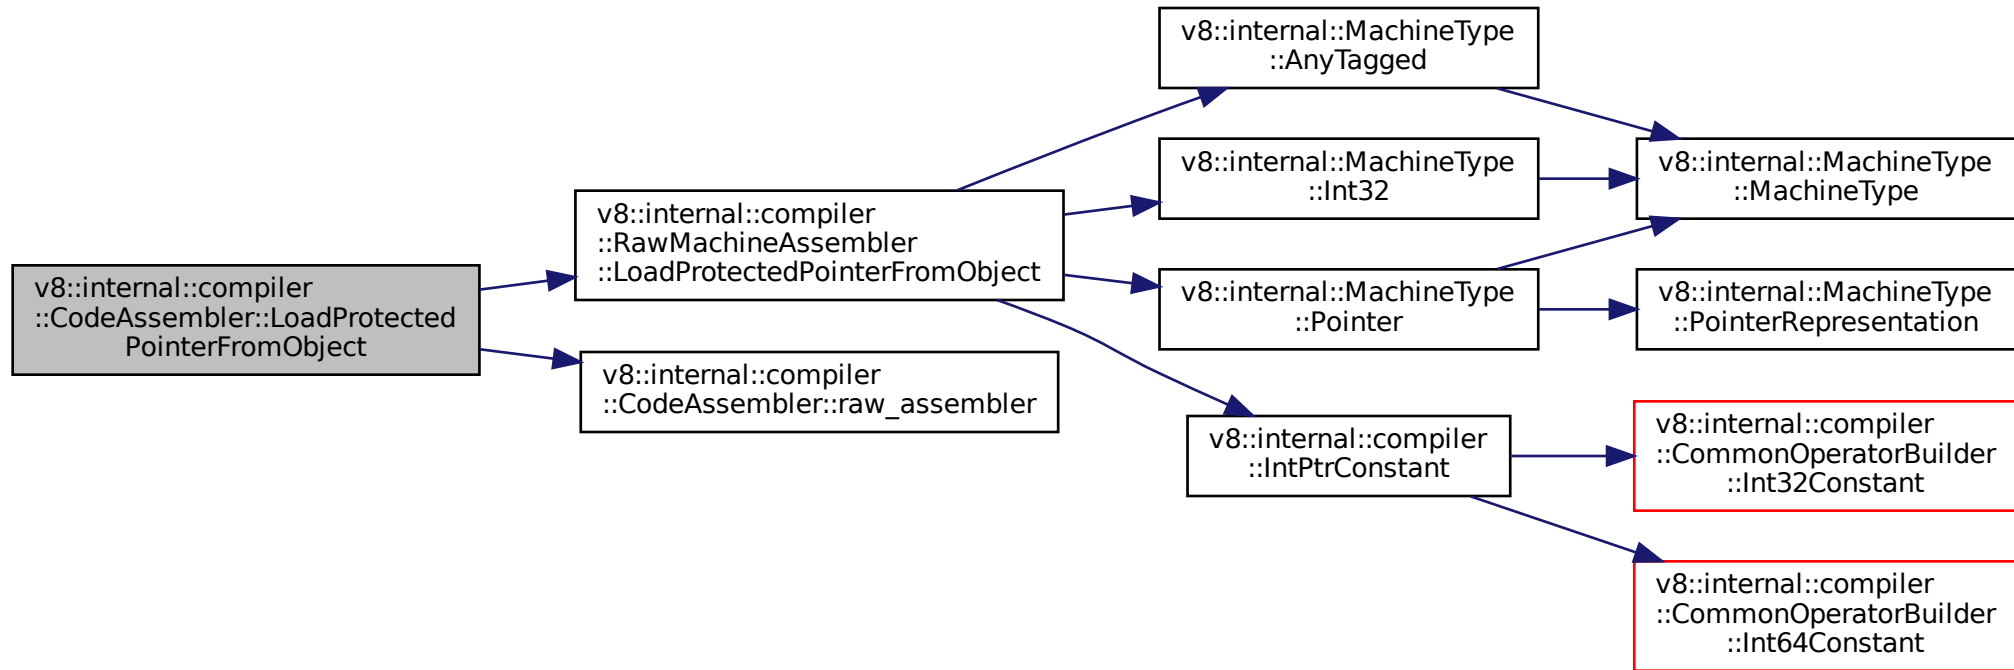 v8::internal::compiler
::CodeAssembler::LoadProtected
PointerFromObject
v8::internal::compiler
::RawMachineAssembler
::LoadProtectedPointerFromObject
v8::internal::compiler
::CodeAssembler::raw_assembler
v8::internal::MachineType
::AnyTagged
v8::internal::MachineType
::Int32
v8::internal::MachineType
::Pointer
v8::internal::compiler
::IntPtrConstant
v8::internal::MachineType
::MachineType
v8::internal::MachineType
::PointerRepresentation
v8::internal::compiler
::CommonOperatorBuilder
::Int32Constant
v8::internal::compiler
::CommonOperatorBuilder
::Int64Constant